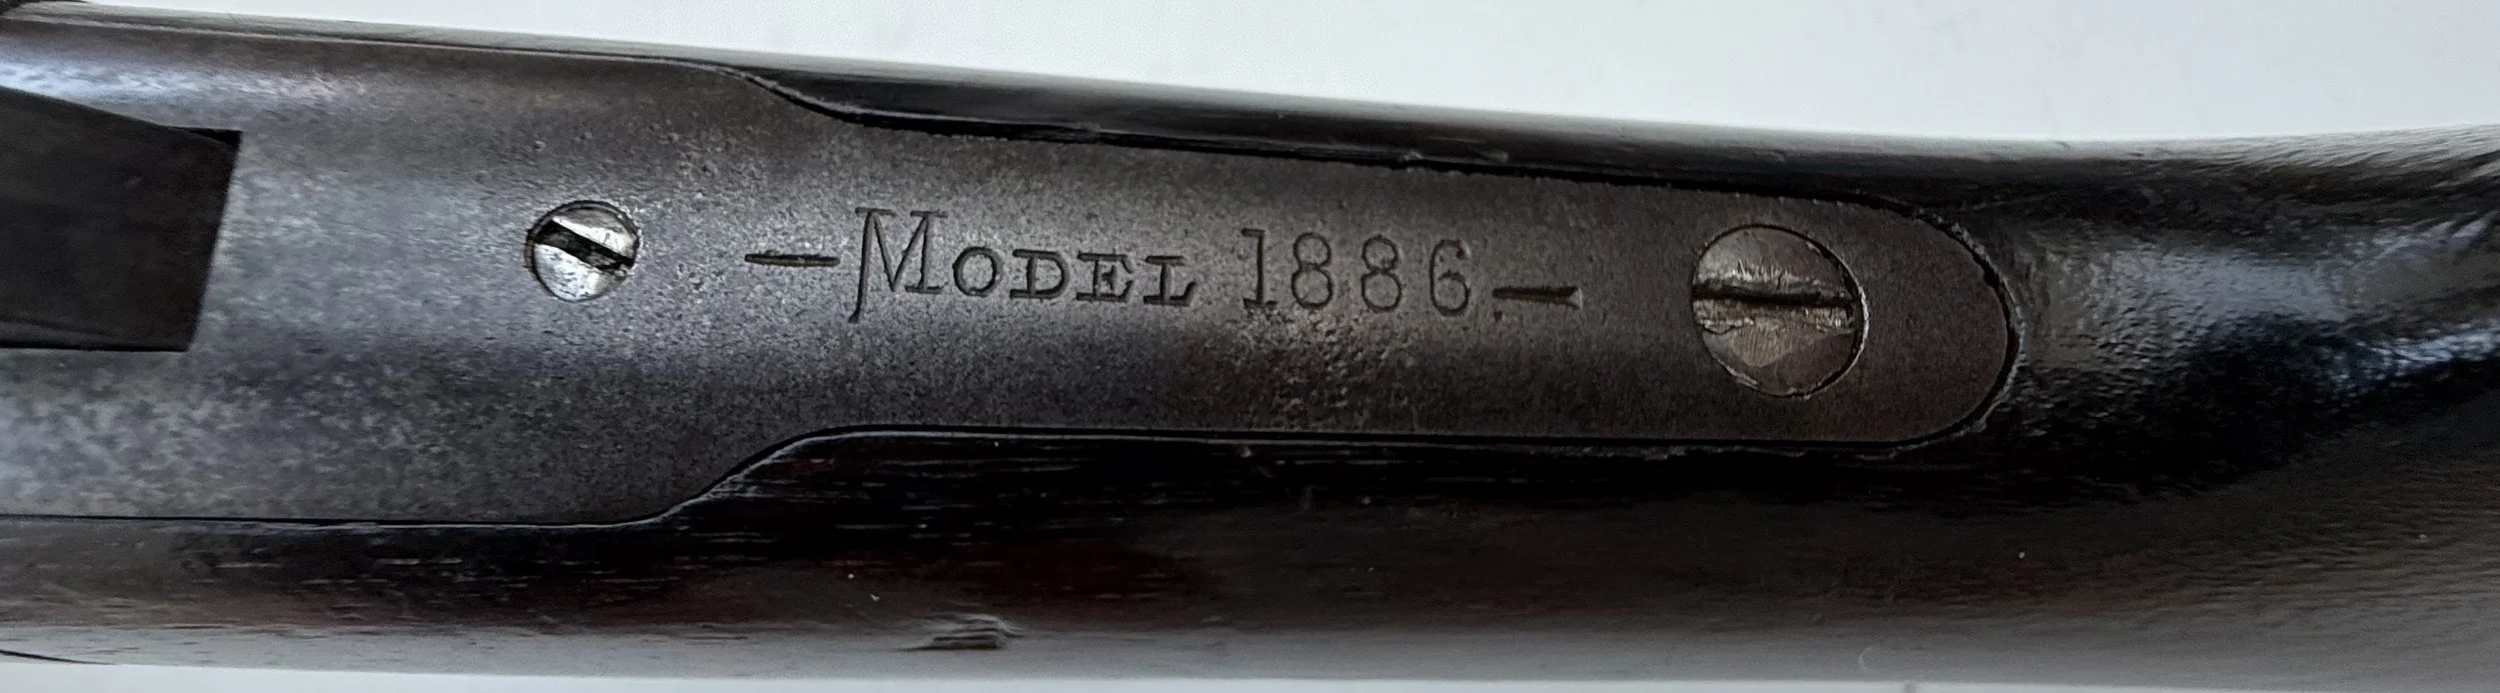 —Model 1886—